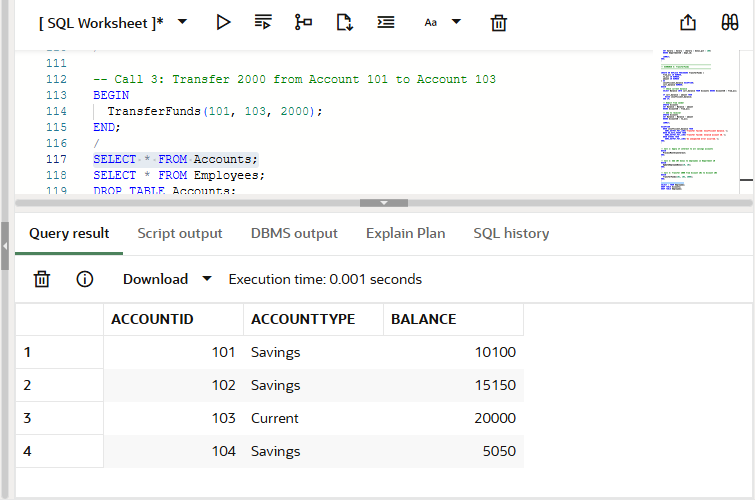 [ SQL Worksheet ]*
Aa
111
112 -- Call 3: Transfer 2000 from Account 101 to Account 103
113 BEGIN
114 TransferFunds(101, 103, 2000);
115 END;
116 /
117 SELECT * FROM Accounts;
118 SELECT * FROM Employees;
119 DROP TABLE Accounts;
Query result Script output DBMS output Explain Plan SQL history
Download Execution time: 0.001 seconds
ACCOUNTID ACCOUNTTYPE BALANCE
1 101 Savings 10100
2 102 Savings 15150
3 103 Current 20000
4 104 Savings 5050